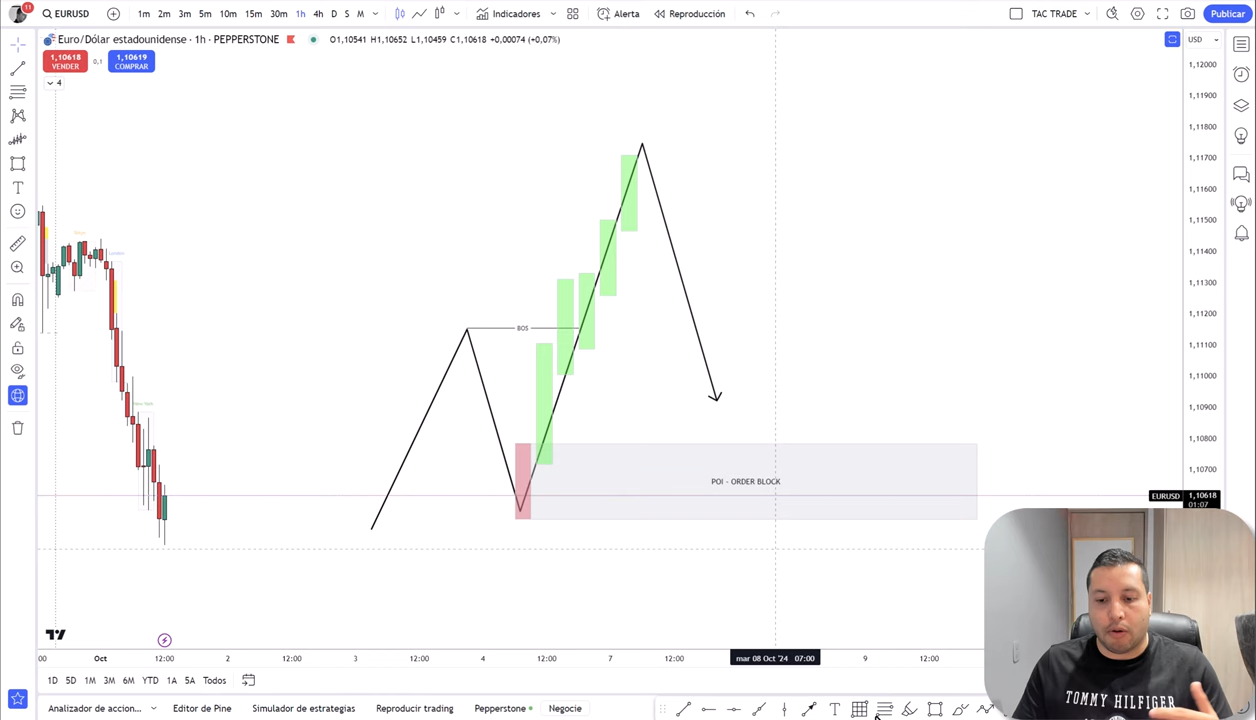 11
EURUSD
1m 2m 3m 5m 10m 15m 30m 1h 4h D S M
Indicadores
Alerta
Reproducción
TAC TRADE
Publicar
Euro/Dólar estadounidense · 1h · PEPPERSTONE
O1,10541 H1,10652 L1,10459 C1,10618 +0,00074 (+0,07%)
USD
1,10618
VENDER
0,1
1,10619
COMPRAR
4
1,12000
1,11900
1,11800
1,11700
1,11600
1,11500
1,11400
1,11300
1,11200
1,11100
1,11000
1,10900
1,10800
1,10700
BOS
POI - ORDER BLOCK
EURUSD
1,10618
01:07
:00 Oct 12:00 2 12:00 3 12:00 4 12:00 7 12:00 mar 08 Oct '24 07:00 9 12:00
1D 5D 1M 3M 6M YTD 1A 5A Todos
Analizador de accion...
Editor de Pine
Simulador de estrategias
Reproducir trading
Pepperstone
Negocie
TOMMY HILFIGER